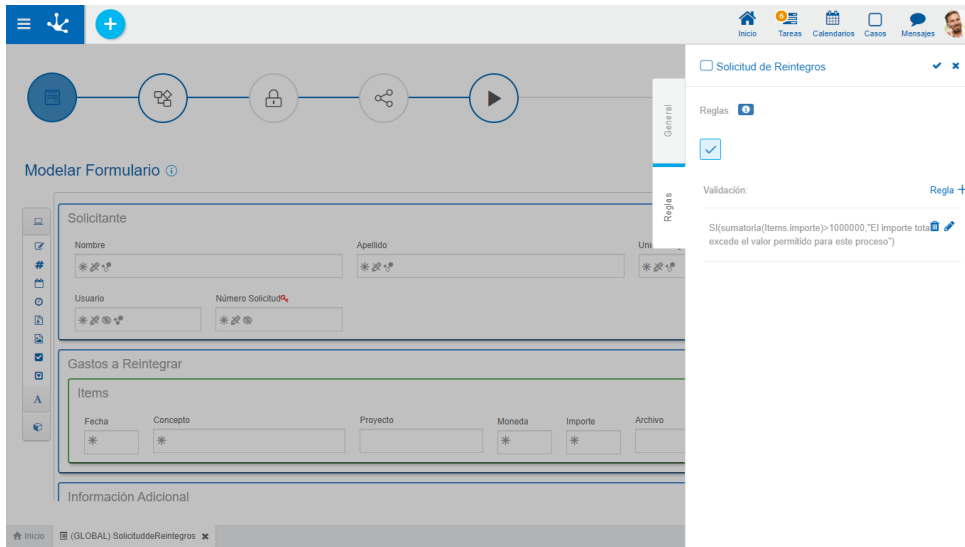 6
Inicio Tareas Calendarios Casos Mensajes
Solicitud de Reintegros
General
Reglas
Reglas
Validación: Regla +
SI(sumatoria(Items.importe)>1000000,"El importe tota
excede el valor permitido para este proceso")
Modelar Formulario
Solicitante
Nombre Apellido Uni
Usuario Número Solicitud
Gastos a Reintegrar
Items
Fecha Concepto Proyecto Moneda Importe Archivo
Información Adicional
inicio (GLOBAL) SolicituddeReintegros